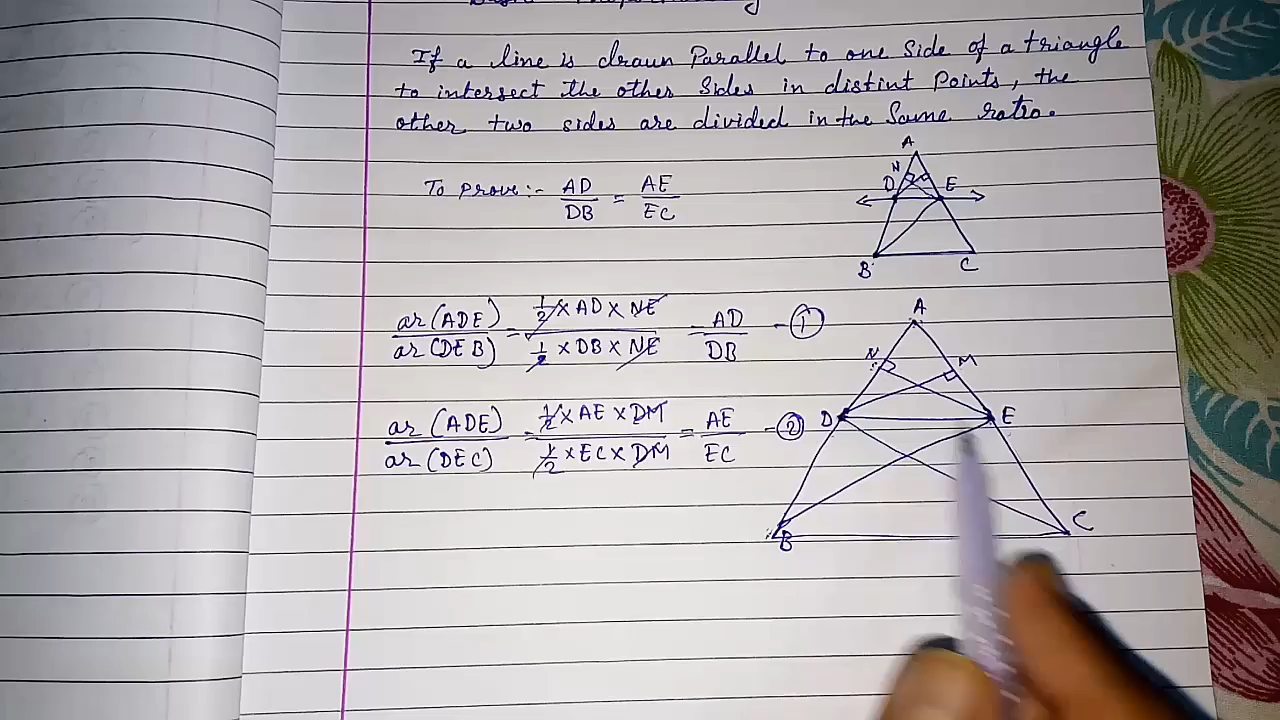 If a line is drawn Parallel to one Side of a triangle
to intersect the other Sides in distint Points, the
other two sides are divided in the Same ratio.
To prove:- AD/DB = AE/EC
A
N
D E
B C
ar(ADE)/ar(DEB) = 1/2 × AD × NE / 1/2 × DB × NE = AD/DB - ①
A
N M
D E
B C
ar(ADE)/ar(DEC) = 1/2 × AE × DM / 1/2 × EC × DM = AE/EC - ②